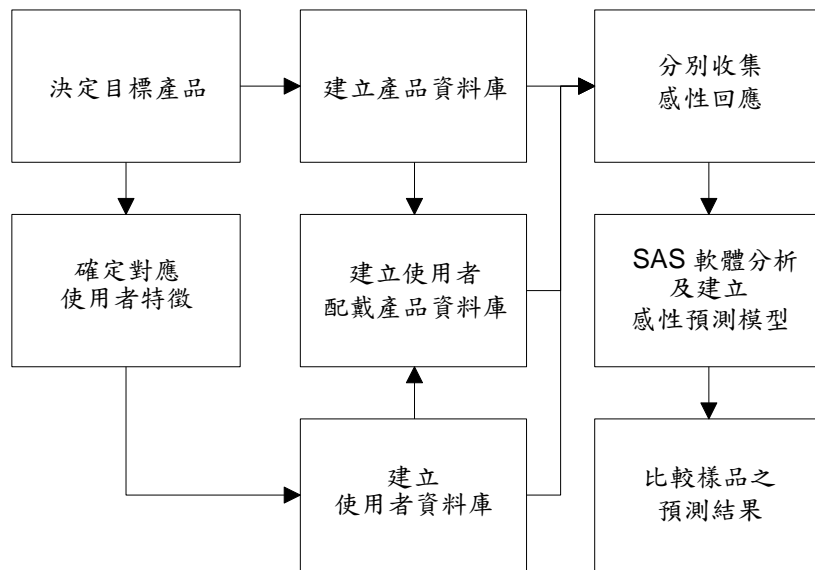 決定目標產品
建立產品資料庫
分別收集
感性回應
確定對應
使用者特徵
建立使用者
配戴產品資料庫
SAS 軟體分析
及建立
感性預測模型
建立
使用者資料庫
比較樣品之
預測結果